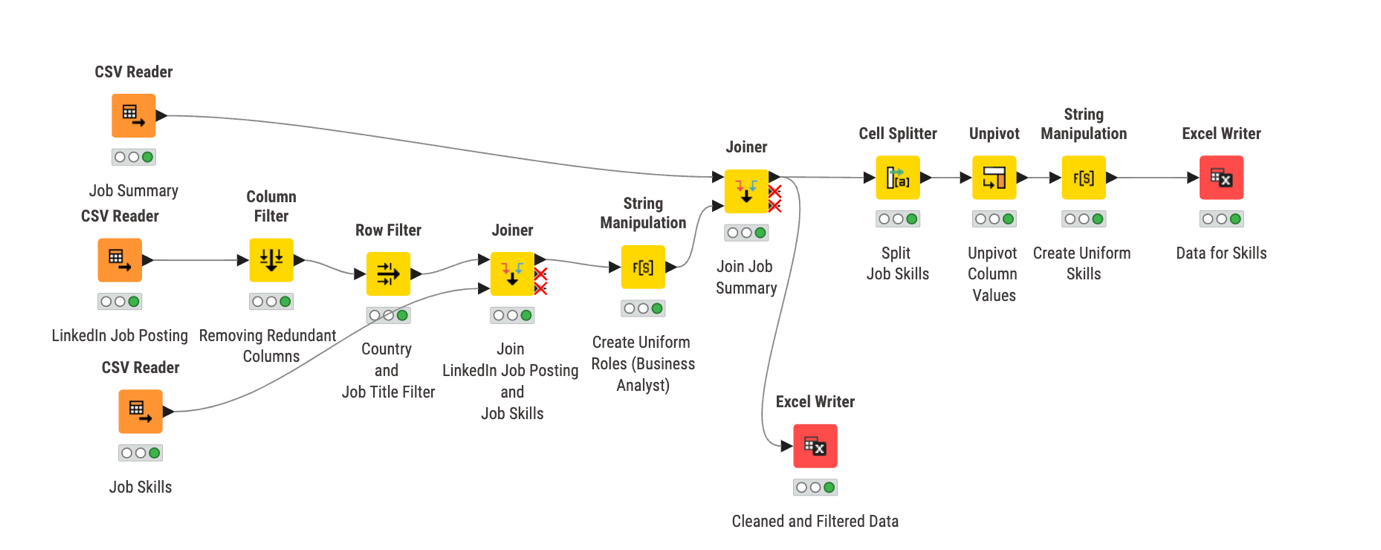 CSV Reader
Job Summary
CSV Reader
LinkedIn Job Posting
Column
Filter
Removing Redundant
Columns
CSV Reader
Job Skills
Row Filter
Country
and
Job Title Filter
Joiner
Join
LinkedIn Job Posting
and
Job Skills
String
Manipulation
F[S]
Create Uniform
Roles (Business
Analyst)
Joiner
Join Job
Summary
Excel Writer
X
Cleaned and Filtered Data
Cell Splitter
[a]
Split
Job Skills
Unpivot
Unpivot
Column
Values
String
Manipulation
F[S]
Create Uniform
Skills
Excel Writer
X
Data for Skills